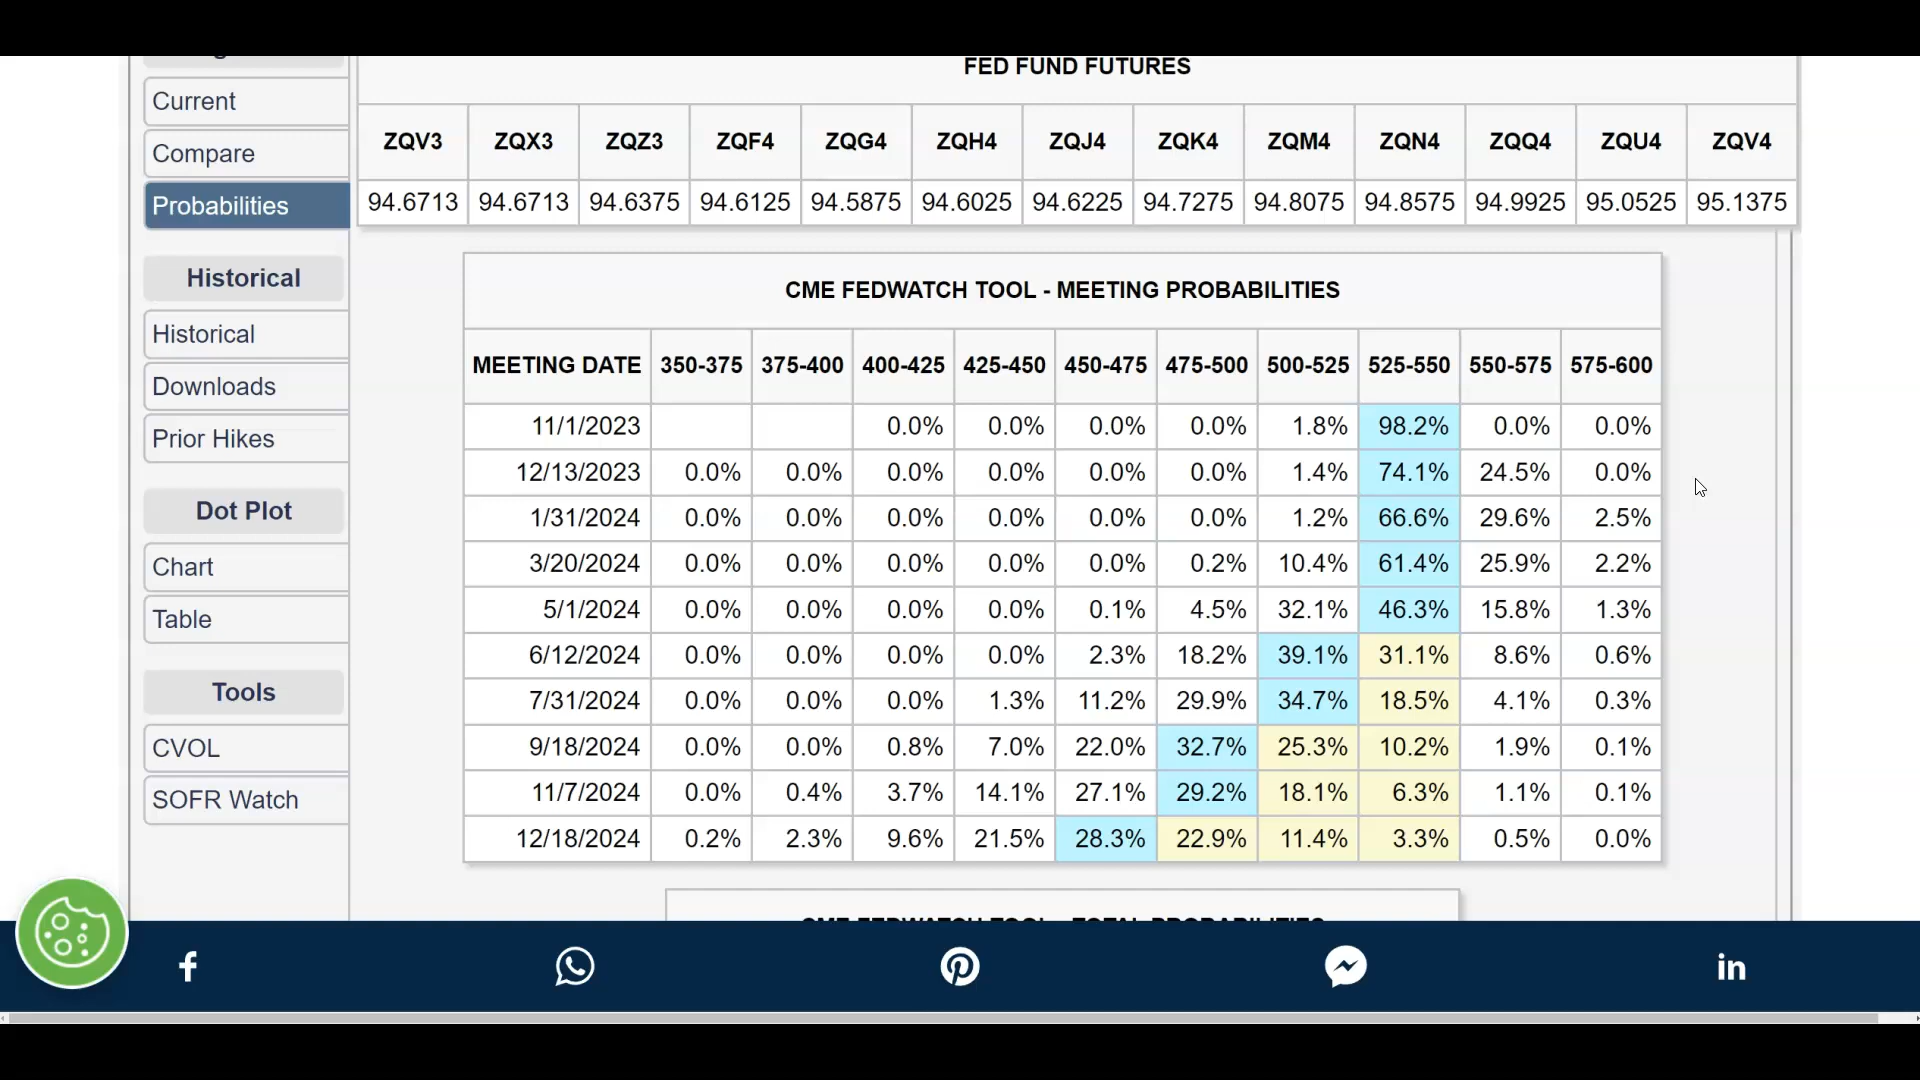 FED FUND FUTURES
Current
Compare
Probabilities
ZQV3 ZQX3 ZQZ3 ZQF4 ZQG4 ZQH4 ZQJ4 ZQK4 ZQM4 ZQN4 ZQQ4 ZQU4 ZQV4
94.6713 94.6713 94.6375 94.6125 94.5875 94.6025 94.6225 94.7275 94.8075 94.8575 94.9925 95.0525 95.1375
Historical
Historical
Downloads
Prior Hikes
Dot Plot
Chart
Table
Tools
CVOL
SOFR Watch
CME FEDWATCH TOOL - MEETING PROBABILITIES
MEETING DATE 350-375 375-400 400-425 425-450 450-475 475-500 500-525 525-550 550-575 575-600
11/1/2023 0.0% 0.0% 0.0% 0.0% 1.8% 98.2% 0.0% 0.0%
12/13/2023 0.0% 0.0% 0.0% 0.0% 0.0% 0.0% 1.4% 74.1% 24.5% 0.0%
1/31/2024 0.0% 0.0% 0.0% 0.0% 0.0% 0.0% 1.2% 66.6% 29.6% 2.5%
3/20/2024 0.0% 0.0% 0.0% 0.0% 0.0% 0.2% 10.4% 61.4% 25.9% 2.2%
5/1/2024 0.0% 0.0% 0.0% 0.0% 0.1% 4.5% 32.1% 46.3% 15.8% 1.3%
6/12/2024 0.0% 0.0% 0.0% 0.0% 2.3% 18.2% 39.1% 31.1% 8.6% 0.6%
7/31/2024 0.0% 0.0% 0.0% 1.3% 11.2% 29.9% 34.7% 18.5% 4.1% 0.3%
9/18/2024 0.0% 0.0% 0.8% 7.0% 22.0% 32.7% 25.3% 10.2% 1.9% 0.1%
11/7/2024 0.0% 0.4% 3.7% 14.1% 27.1% 29.2% 18.1% 6.3% 1.1% 0.1%
12/18/2024 0.2% 2.3% 9.6% 21.5% 28.3% 22.9% 11.4% 3.3% 0.5% 0.0%
CME FEDWATCH TOOL - TOTAL PROBABILITIES